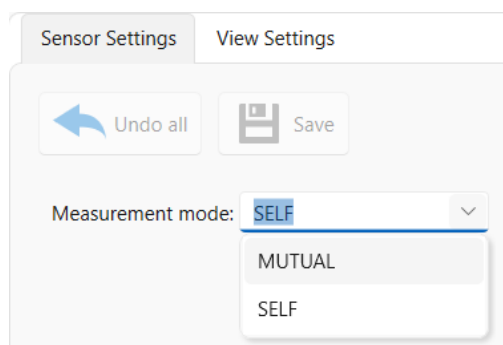 Sensor Settings View Settings
Undo all Save
Measurement mode: SELF
MUTUAL
SELF